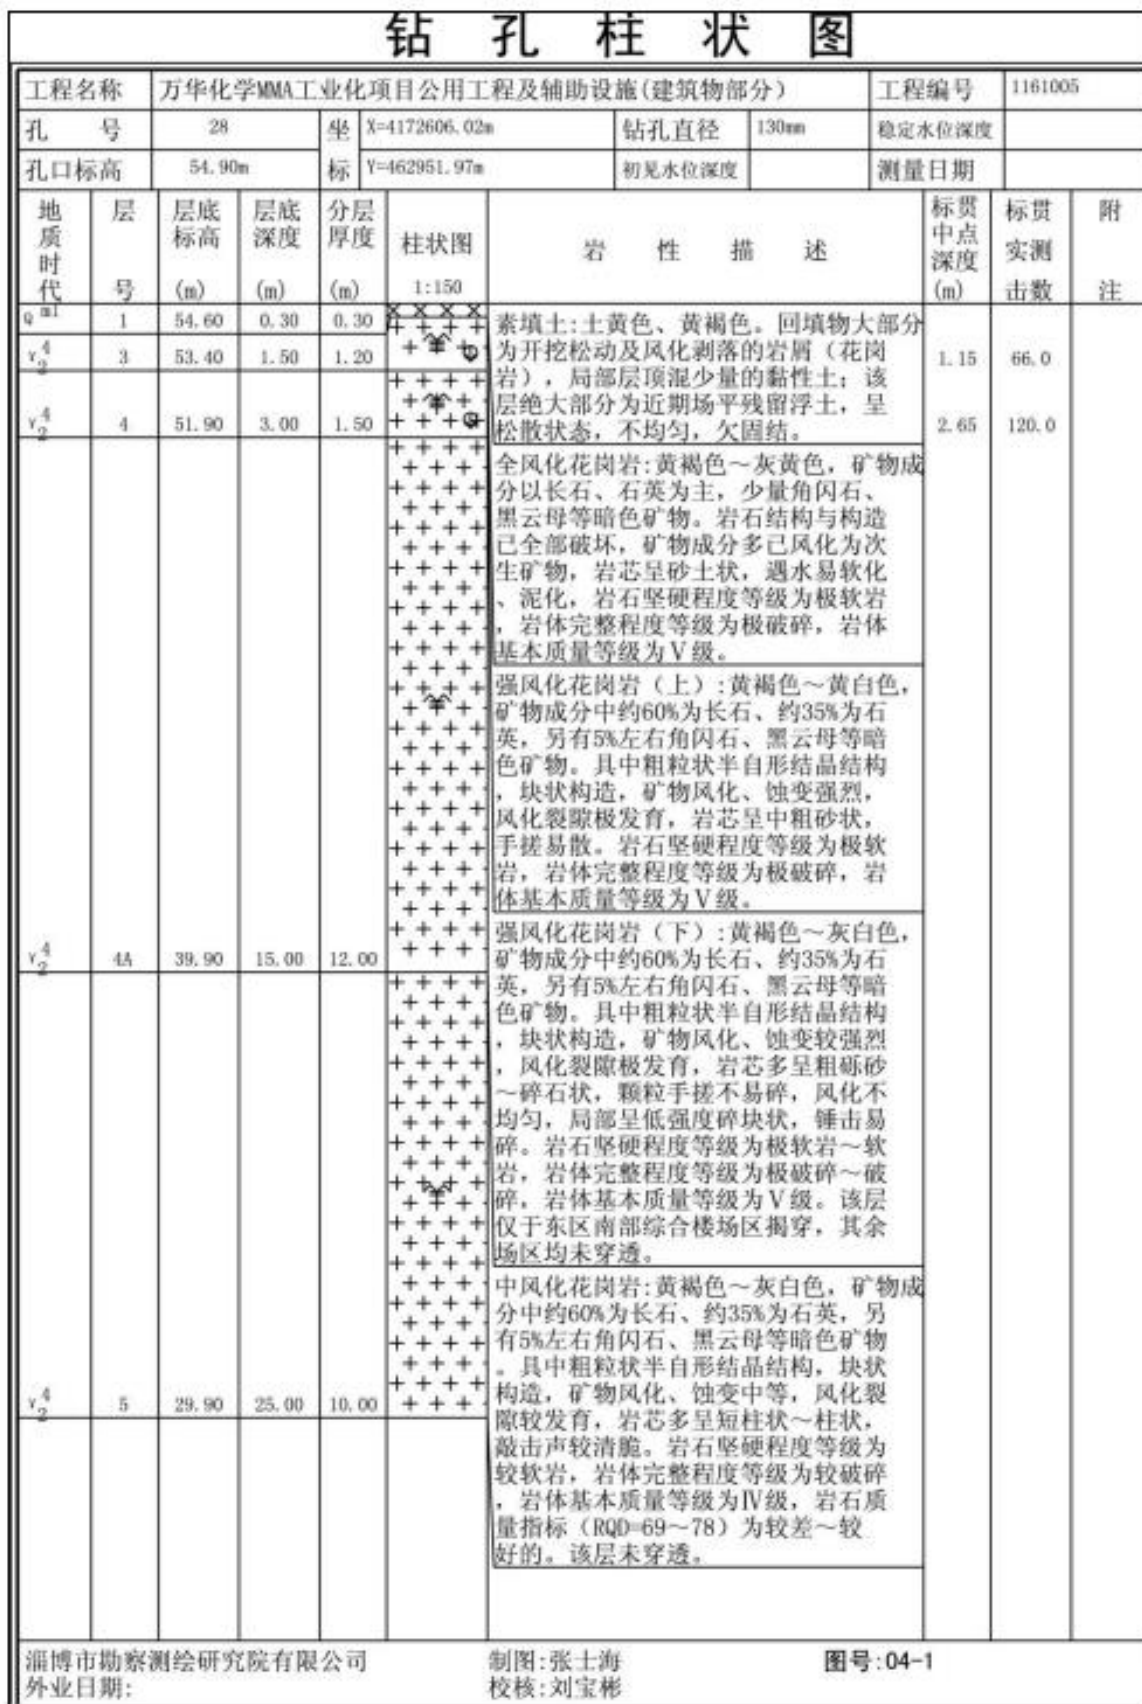 钻 孔 柱 状 图
工程名称 万华化学MMA工业化项目公用工程及辅助设施(建筑物部分) 工程编号 1161005
孔 号 28 坐 X=4172606.02m 钻孔直径 130mm 稳定水位深度
孔口标高 54.90m 标 Y=462951.97m 初见水位深度 测量日期
地质时代 层号 层底标高(m) 层底深度(m) 分层厚度(m) 柱状图 1:150 岩 性 描 述 标贯中点深度(m) 标贯实测击数 附注
Q ml 1 54.60 0.30 0.30
γ 4 2 3 53.40 1.50 1.20 1.15 66.0
γ 4 2 4 51.90 3.00 1.50 2.65 120.0
γ 4 2 4A 39.90 15.00 12.00
γ 4 2 5 29.90 25.00 10.00
素填土:土黄色、黄褐色。回填物大部分
为开挖松动及风化剥落的岩屑（花岗
岩），局部层顶混少量的黏性土；该
层绝大部分为近期场平残留浮土，呈
松散状态，不均匀，欠固结。
全风化花岗岩:黄褐色～灰黄色，矿物成
分以长石、石英为主，少量角闪石、
黑云母等暗色矿物。岩石结构与构造
已全部破坏，矿物成分多已风化为次
生矿物，岩芯呈砂土状，遇水易软化
、泥化，岩石坚硬程度等级为极软岩
，岩体完整程度等级为极破碎，岩体
基本质量等级为Ⅴ级。
强风化花岗岩（上）:黄褐色～黄白色，
矿物成分中约60%为长石、约35%为石
英，另有5%左右角闪石、黑云母等暗
色矿物。具中粗粒状半自形结晶结构
，块状构造，矿物风化、蚀变强烈，
风化裂隙极发育，岩芯呈中粗砂状，
手搓易散。岩石坚硬程度等级为极软
岩，岩体完整程度等级为极破碎，岩
体基本质量等级为Ⅴ级。
强风化花岗岩（下）:黄褐色～灰白色，
矿物成分中约60%为长石、约35%为石
英，另有5%左右角闪石、黑云母等暗
色矿物。具中粗粒状半自形结晶结构
，块状构造，矿物风化、蚀变较强烈
，风化裂隙极发育，岩芯多呈粗砾砂
～碎石状，颗粒手搓不易碎，风化不
均匀，局部呈低强度碎块状，锤击易
碎。岩石坚硬程度等级为极软岩～软
岩，岩体完整程度等级为极破碎～破
碎，岩体基本质量等级为Ⅴ级。该层
仅于东区南部综合楼场区揭穿，其余
场区均未穿透。
中风化花岗岩:黄褐色～灰白色，矿物成
分中约60%为长石、约35%为石英，另
有5%左右角闪石、黑云母等暗色矿物
。具中粗粒状半自形结晶结构，块状
构造，矿物风化、蚀变中等，风化裂
隙较发育，岩芯多呈短柱状～柱状，
敲击声较清脆。岩石坚硬程度等级为
较软岩，岩体完整程度等级为较破碎
，岩体基本质量等级为Ⅳ级，岩石质
量指标（RQD=69～78）为较差～较
好的。该层未穿透。
淄博市勘察测绘研究院有限公司 制图:张士海 图号:04-1
外业日期: 校核:刘宝彬